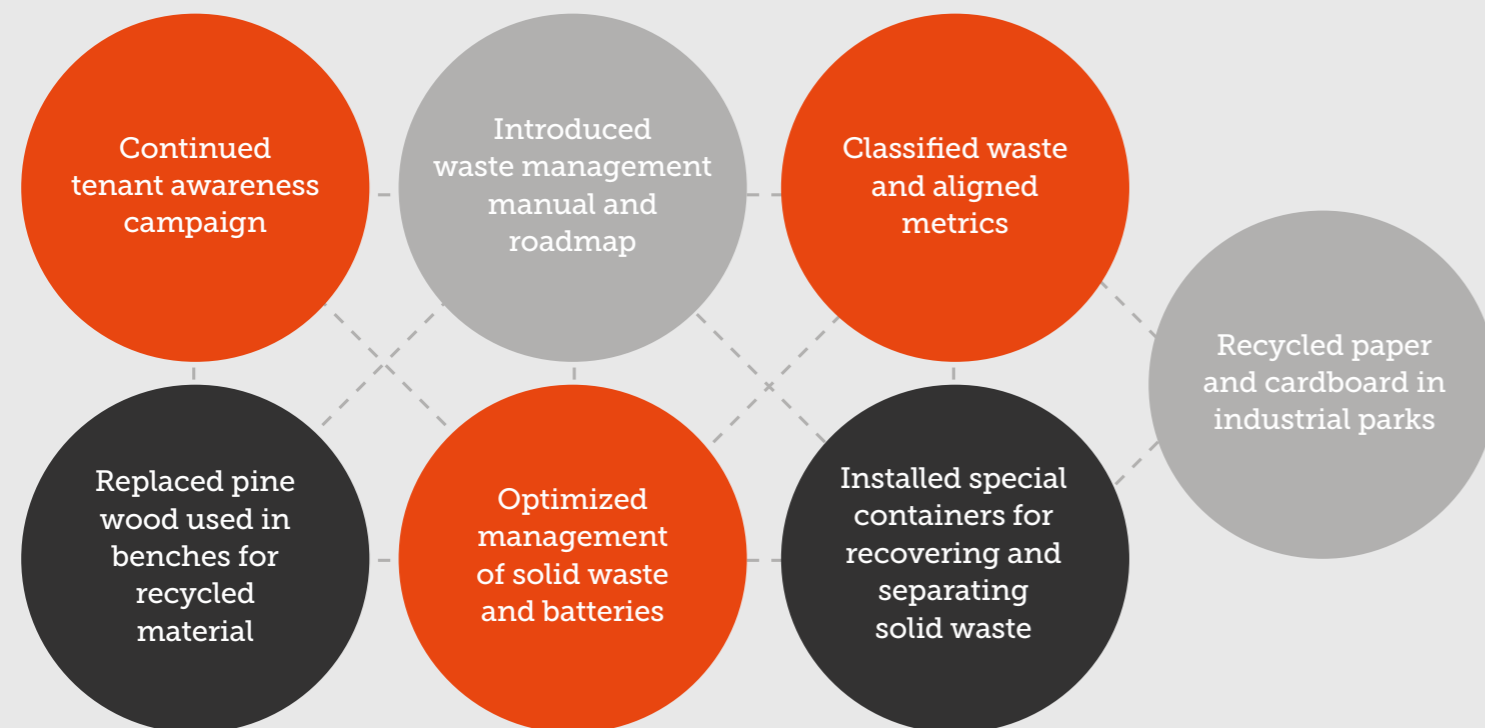 Continued
tenant awareness
campaign
Introduced
waste management
manual and
roadmap
Classified waste
and aligned
metrics
Recycled paper
and cardboard in
industrial parks
Replaced pine
wood used in
benches for
recycled
material
Optimized
management
of solid waste
and batteries
Installed special
containers for
recovering and
separating
solid waste